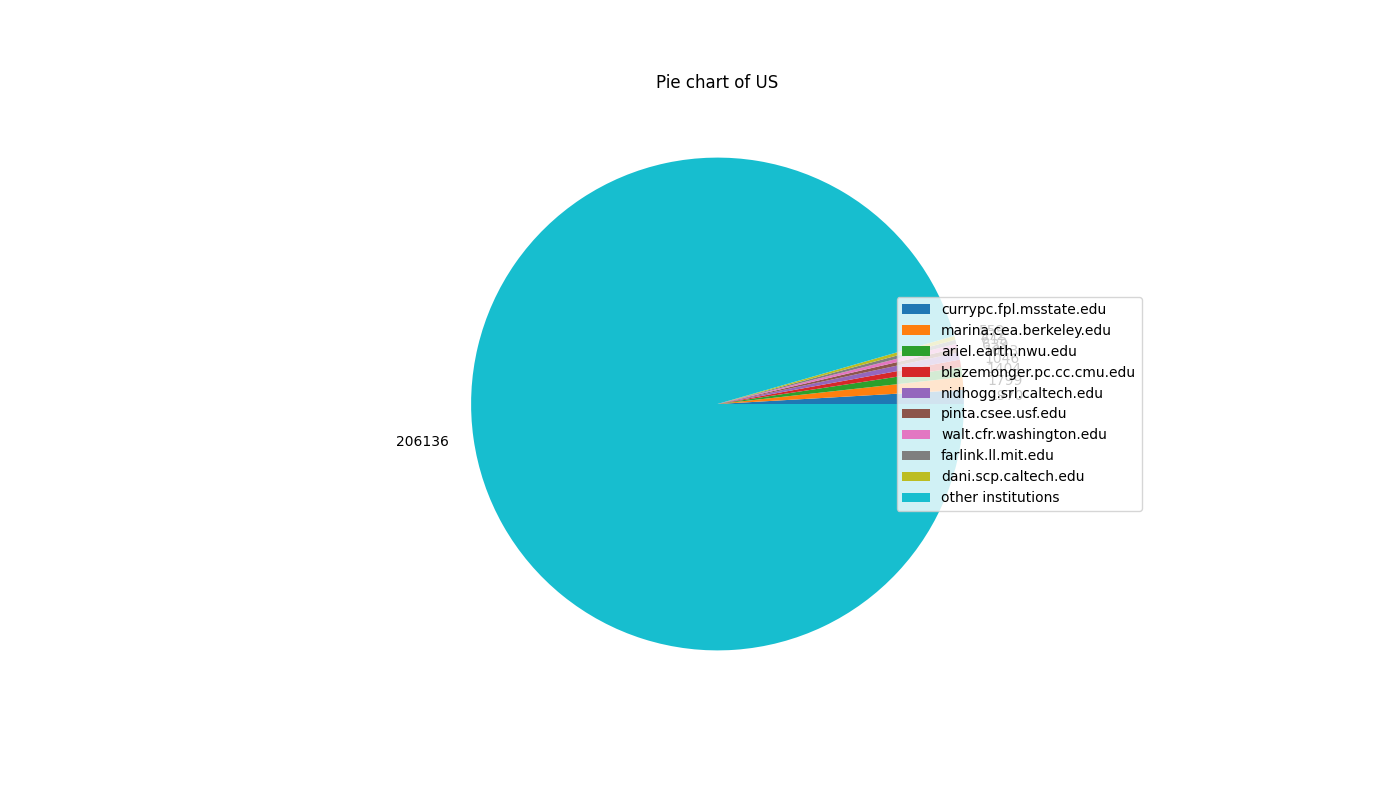 Pie chart of US
currypc.fpl.msstate.edu
marina.cea.berkeley.edu
ariel.earth.nwu.edu
blazemonger.pc.cc.cmu.edu
nidhogg.srl.caltech.edu
pinta.csee.usf.edu
walt.cfr.washington.edu
farlink.ll.mit.edu
dani.scp.caltech.edu
other institutions
206136